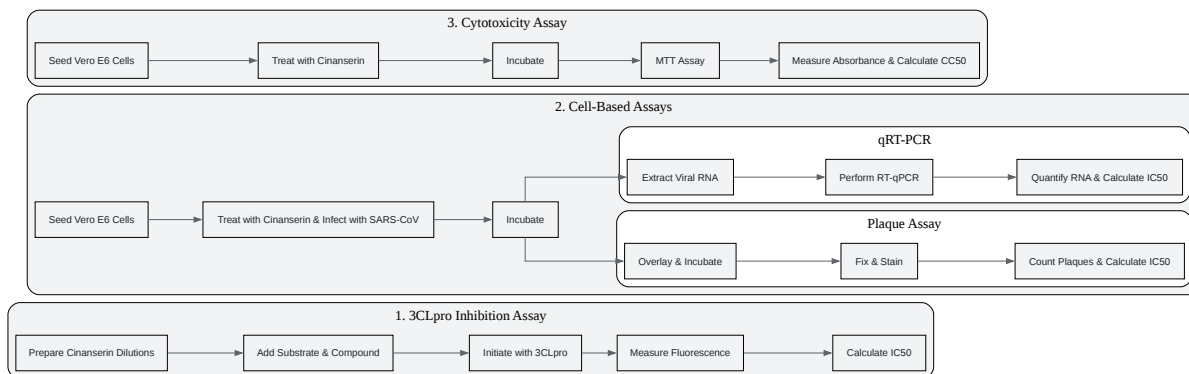 3. Cytotoxicity Assay
Seed Vero E6 Cells
Treat with Cinanserin
Incubate
MTT Assay
Measure Absorbance & Calculate CC50
2. Cell-Based Assays
qRT-PCR
Extract Viral RNA
Perform RT-qPCR
Quantify RNA & Calculate IC50
Seed Vero E6 Cells
Treat with Cinanserin & Infect with SARS-CoV
Incubate
Plaque Assay
Overlay & Incubate
Fix & Stain
Count Plaques & Calculate IC50
1. 3CLpro Inhibition Assay
Prepare Cinanserin Dilutions
Add Substrate & Compound
Initiate with 3CLpro
Measure Fluorescence
Calculate IC50